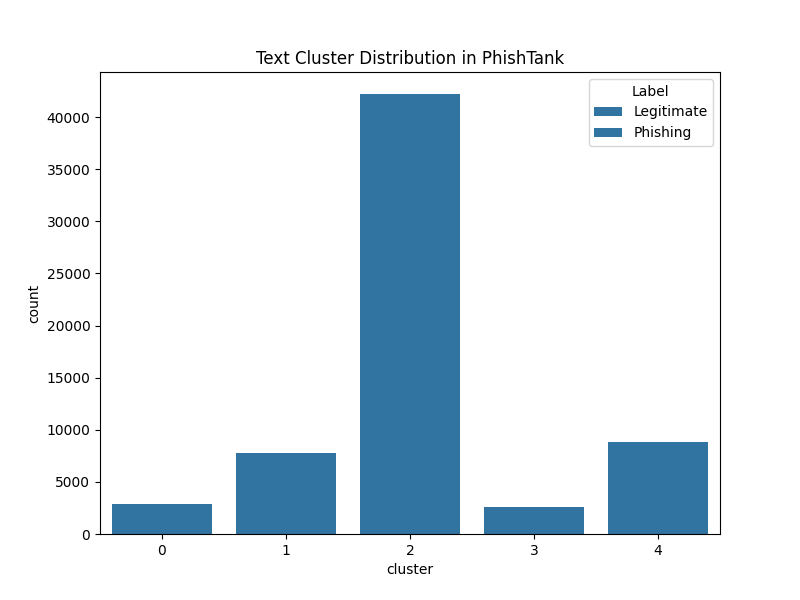 Text Cluster Distribution in PhishTank
Label
Legitimate
Phishing
40000
35000
30000
25000
20000
15000
10000
5000
0
count
0 1 2 3 4
cluster